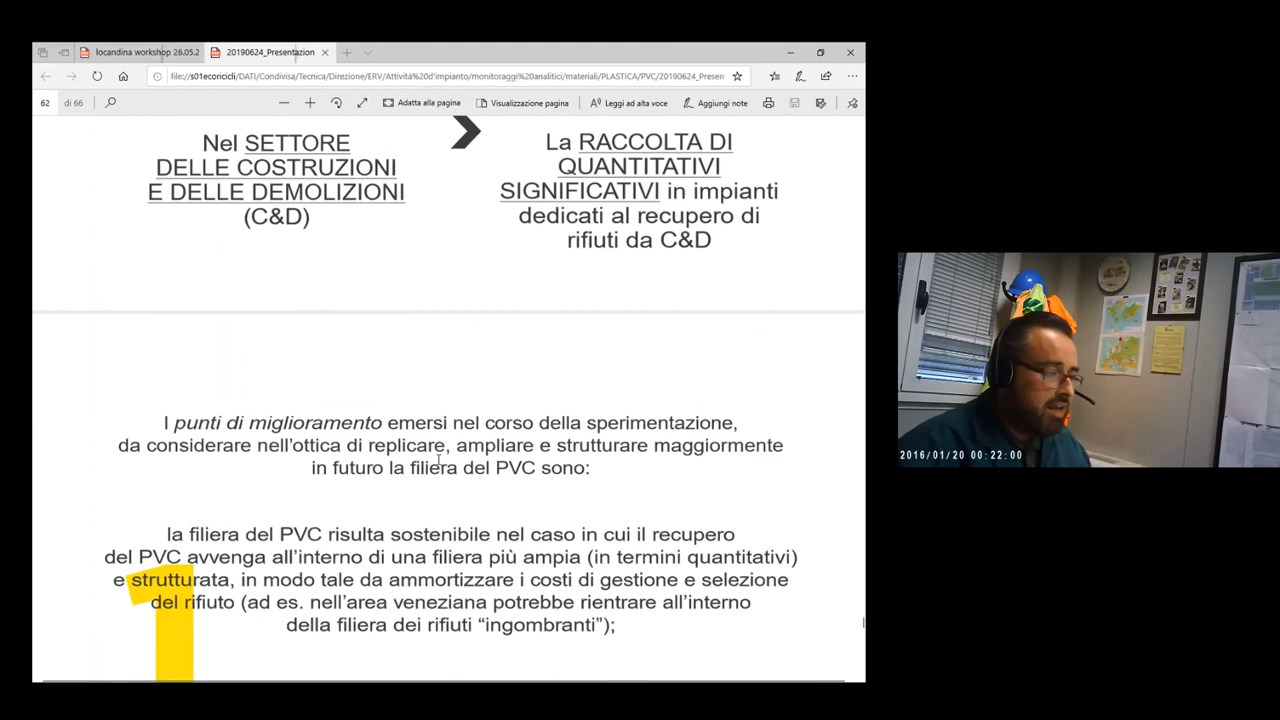 locandina workshop 26.05.2
20190624_Presentazion
file://s01ecoricicli/DATI/Condivisa/Tecnica/Direzione/ERV/Attività%20d'impianto/monitoraggi%20analitici/materiali/PLASTICA/PVC/20190624_Presen
62 di 66
Adatta alla pagina
Visualizzazione pagina
Leggi ad alta voce
Aggiungi note
Nel SETTORE
DELLE COSTRUZIONI
E DELLE DEMOLIZIONI
(C&D)
La RACCOLTA DI
QUANTITATIVI
SIGNIFICATIVI in impianti
dedicati al recupero di
rifiuti da C&D
I punti di miglioramento emersi nel corso della sperimentazione,
da considerare nell'ottica di replicare, ampliare e strutturare maggiormente
in futuro la filiera del PVC sono:
1
la filiera del PVC risulta sostenibile nel caso in cui il recupero
del PVC avvenga all'interno di una filiera più ampia (in termini quantitativi)
e strutturata, in modo tale da ammortizzare i costi di gestione e selezione
del rifiuto (ad es. nell'area veneziana potrebbe rientrare all'interno
della filiera dei rifiuti “ingombranti”);
2016/01/20 00:22:00